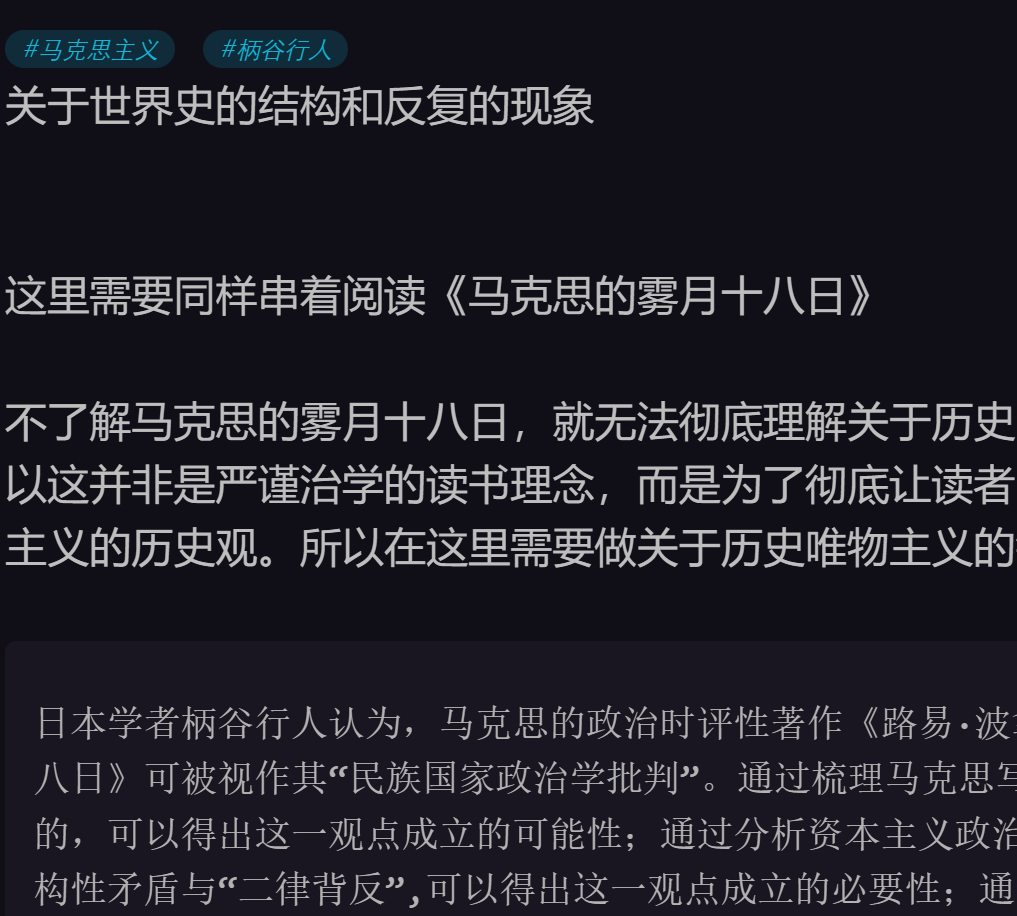 #马克思主义 #柄谷行人
关于世界史的结构和反复的现象
这里需要同样串着阅读《马克思的雾月十八日》
不了解马克思的雾月十八日，就无法彻底理解关于历史
以这并非是严谨治学的读书理念，而是为了彻底让读者
主义的历史观。所以在这里需要做关于历史唯物主义的
日本学者柄谷行人认为，马克思的政治时评性著作《路易·波
八日》可被视作其“民族国家政治学批判”。通过梳理马克思写
的，可以得出这一观点成立的可能性；通过分析资本主义政治
构性矛盾与“二律背反”,可以得出这一观点成立的必要性；通